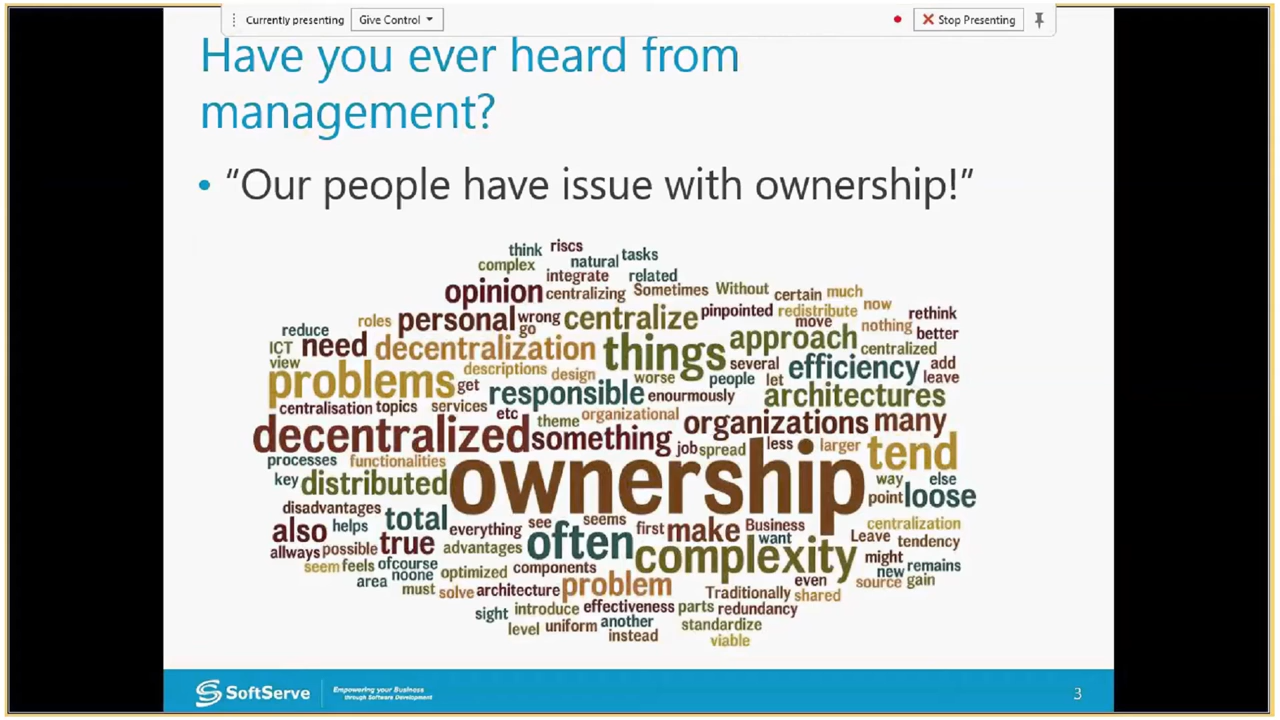 Currently presenting Give Control Stop Presenting
Have you ever heard from
management?
• “Our people have issue with ownership!”
think riscs
natural tasks
complex
integrate related
opinion centralizing Sometimes Without certain much
roles personal wrong go centralize pinpointed redistribute now
move nothing rethink
reduce
ICT need decentralization things approach centralized better
view
problems get descriptions design worse several people let efficiency add
leave
responsible enourmously architectures
centralisation topics services etc theme organizational organizations many
decentralized something job spread less larger tend
processes functionalities
key distributed ownership way else
point loose
disadvantages
also helps total everything see seems first make Business want centralization
Leave tendency
allways possible true advantages often complexity might
seem feels ofcourse new remains
area noone optimized components problem even source gain
must solve architecture Traditionally shared
sight introduce effectiveness parts redundancy
level uniform another standardize
instead viable
SoftServe Empowering your Business
through Software Development
3